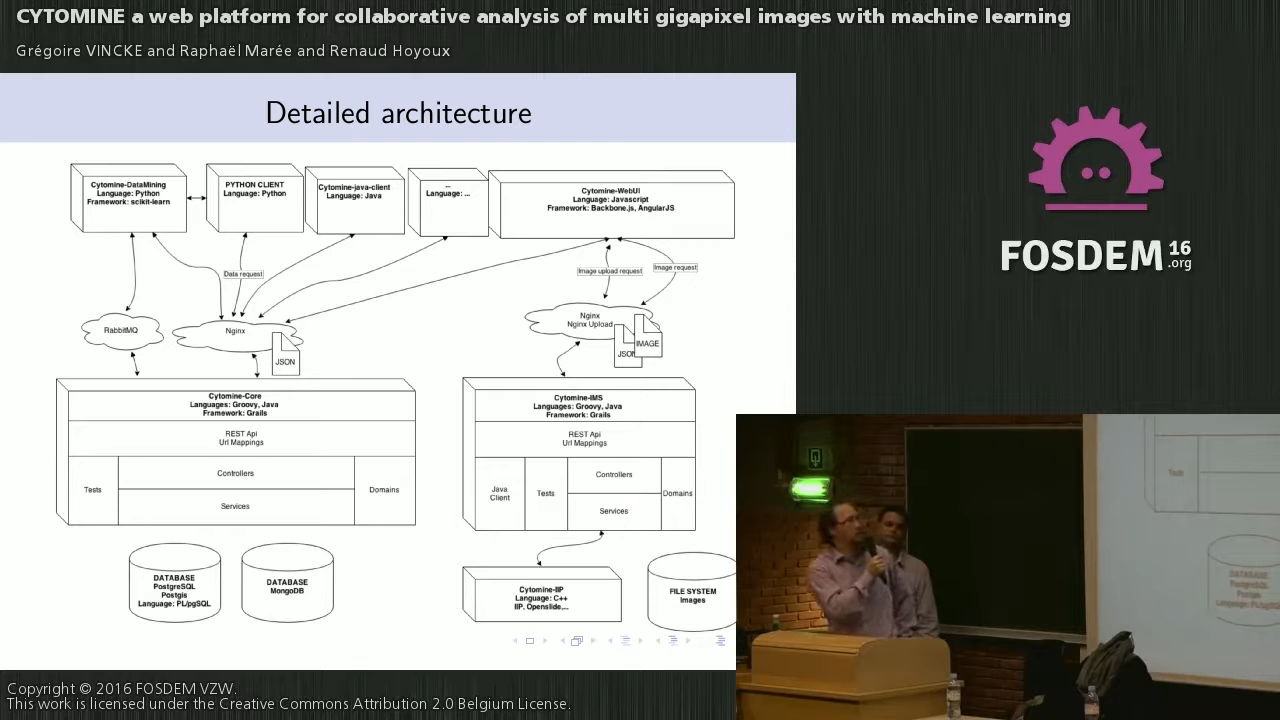 CYTOMINE a web platform for collaborative analysis of multi gigapixel images with machine learning
Grégoire VINCKE and Raphaël Marée and Renaud Hoyoux
Detailed architecture
Cytomine-DataMining
Language: Python
Framework: scikit-learn
PYTHON CLIENT
Language: Python
Cytomine-java-client
Language: Java
...
Language: ...
Cytomine-WebUI
Language: Javascript
Framework: Backbone.js, AngularJS
Data request
Image upload request
Image request
RabbitMQ
Nginx
JSON
Nginx
Nginx Upload
JSON
IMAGE
Cytomine-Core
Languages: Groovy, Java
Framework: Grails
REST Api
Url Mappings
Tests
Controllers
Services
Domains
Cytomine-IMS
Languages: Groovy, Java
Framework: Grails
REST Api
Url Mappings
Java
Client
Tests
Controllers
Services
Domains
DATABASE
PostgreSQL
Postgis
Language: PL/pgSQL
DATABASE
MongoDB
Cytomine-IIP
Language: C++
IIP, Openslide,...
FILE SYSTEM
Images
FOSDEM 16
.org
Tests
DATABASE
PostgreSQL
Postgis
Copyright © 2016 FOSDEM VZW.
This work is licensed under the Creative Commons Attribution 2.0 Belgium License.